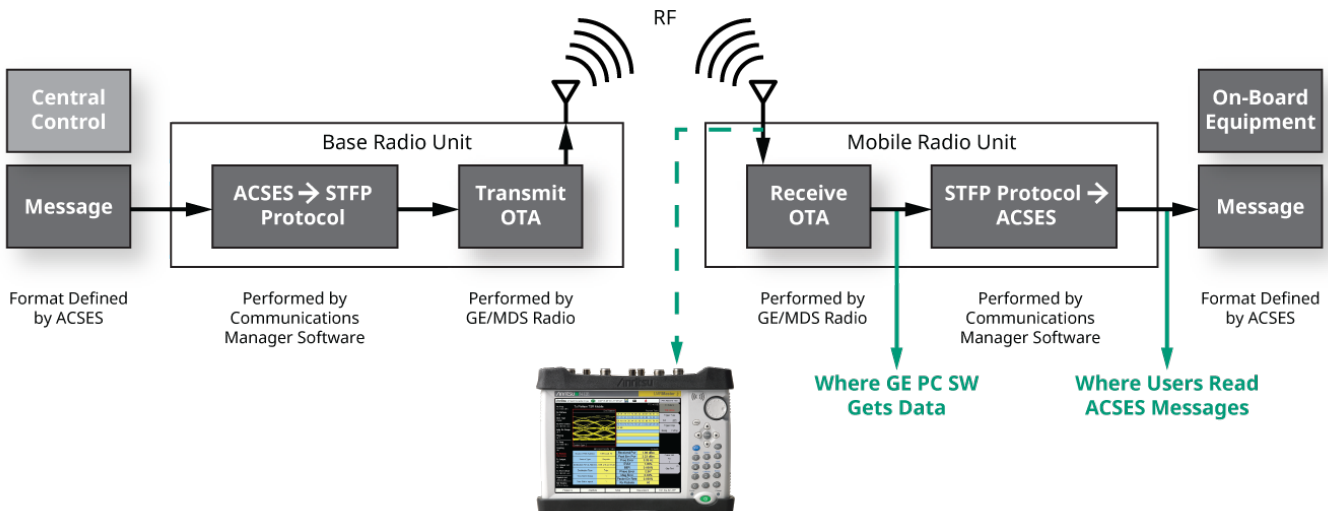 RF
Central
Control
On-Board
Equipment
Base Radio Unit
Mobile Radio Unit
Message
ACSES → STFP
Protocol
Transmit
OTA
Receive
OTA
STFP Protocol →
ACSES
Message
Format Defined
by ACSES
Performed by
Communications
Manager Software
Performed by
GE/MDS Radio
Performed by
GE/MDS Radio
Performed by
Communications
Manager Software
Format Defined
by ACSES
Where GE PC SW
Gets Data
Where Users Read
ACSES Messages
Anritsu